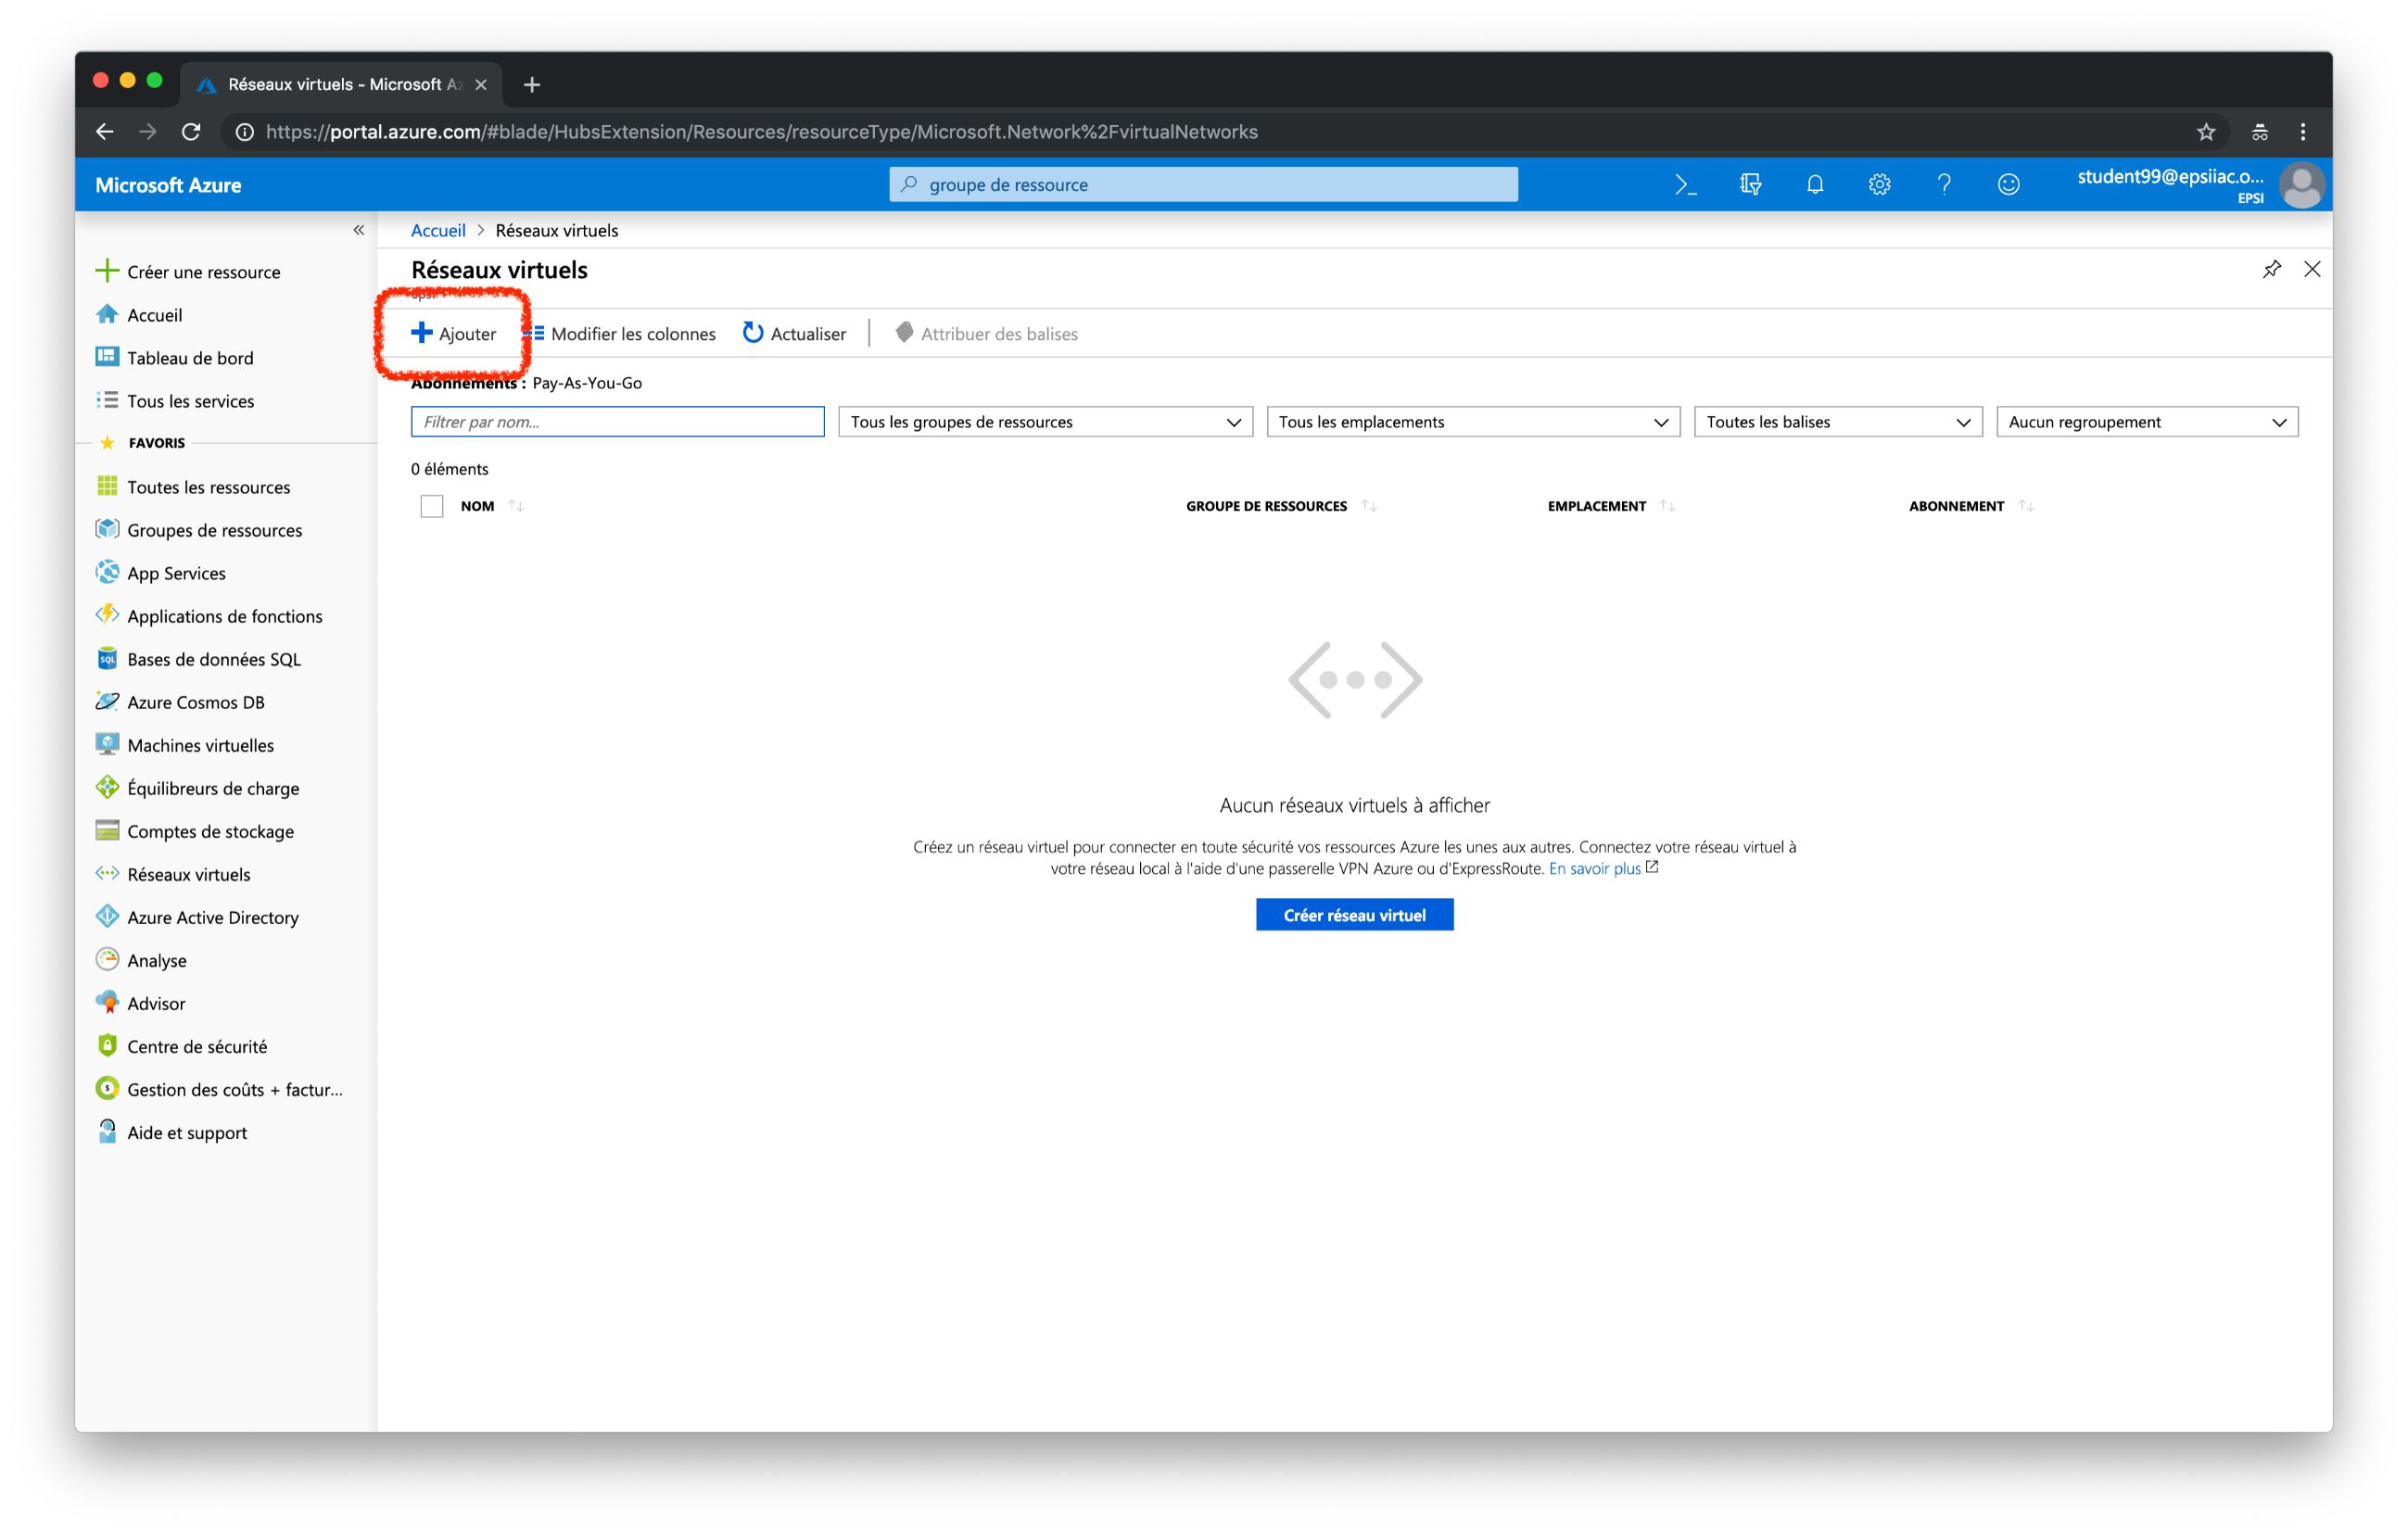 Réseaux virtuels - Microsoft Az
https://portal.azure.com/#blade/HubsExtension/Resources/resourceType/Microsoft.Network%2FvirtualNetworks
Microsoft Azure
groupe de ressource
student99@epsiiac.o...
EPSI
Accueil > Réseaux virtuels
Réseaux virtuels
Ajouter
Modifier les colonnes
Actualiser
Attribuer des balises
Abonnements : Pay-As-You-Go
Filtrer par nom...
Tous les groupes de ressources
Tous les emplacements
Toutes les balises
Aucun regroupement
0 éléments
NOM
GROUPE DE RESSOURCES
EMPLACEMENT
ABONNEMENT
Aucun réseaux virtuels à afficher
Créez un réseau virtuel pour connecter en toute sécurité vos ressources Azure les unes aux autres. Connectez votre réseau virtuel à
votre réseau local à l'aide d'une passerelle VPN Azure ou d'ExpressRoute. En savoir plus
Créer réseau virtuel
Créer une ressource
Accueil
Tableau de bord
Tous les services
FAVORIS
Toutes les ressources
Groupes de ressources
App Services
Applications de fonctions
SQL
Bases de données SQL
Azure Cosmos DB
Machines virtuelles
Équilibreurs de charge
Comptes de stockage
Réseaux virtuels
Azure Active Directory
Analyse
Advisor
Centre de sécurité
Gestion des coûts + factur...
Aide et support